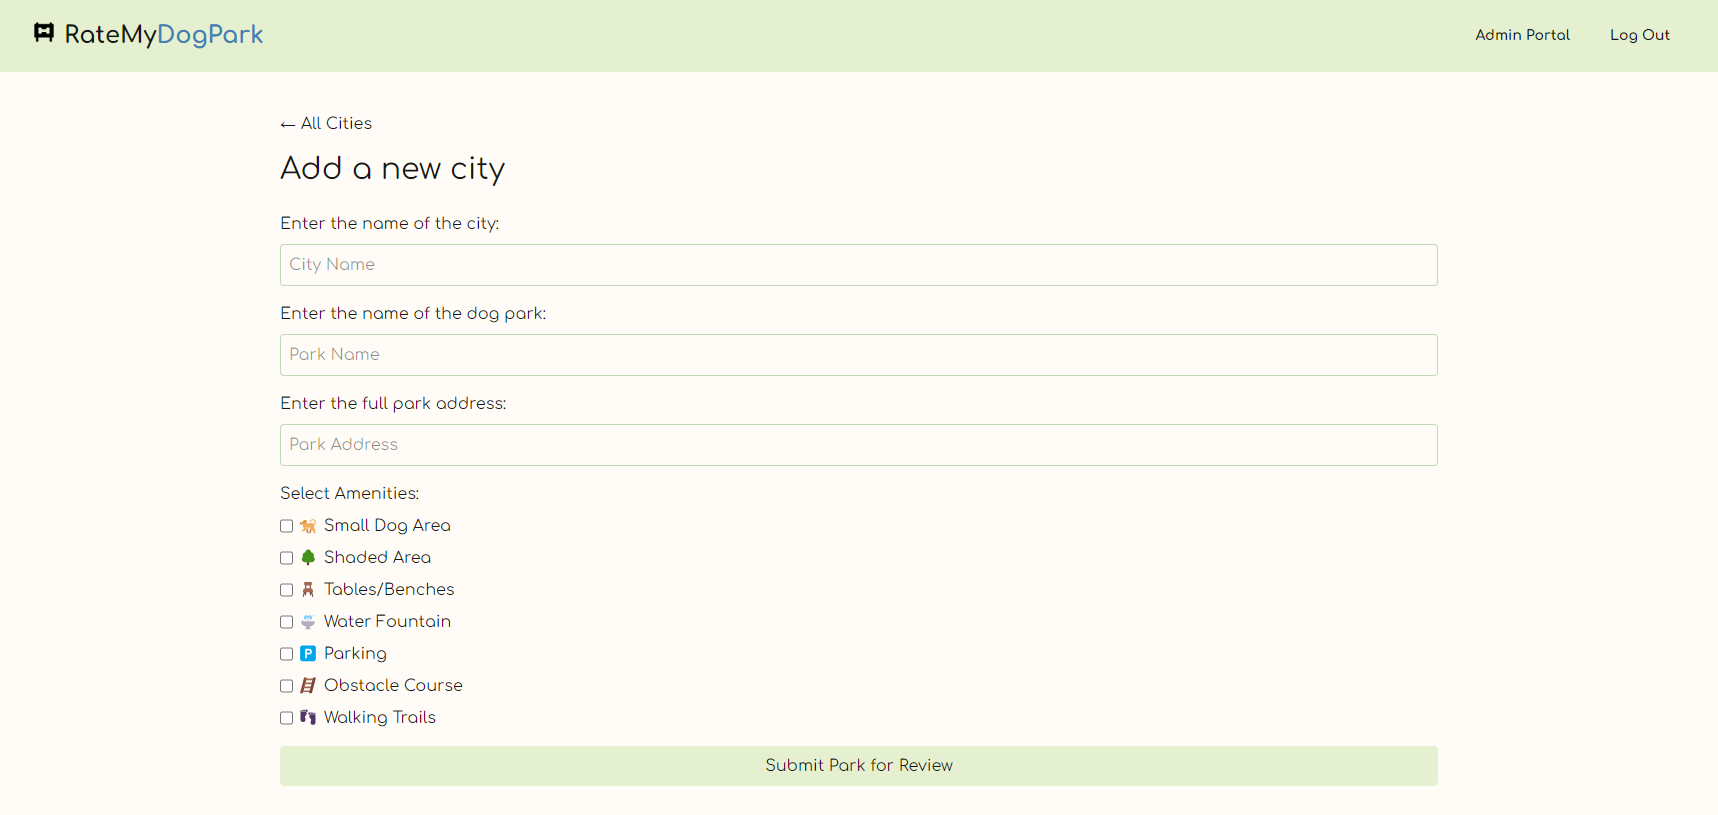 RateMyDogPark
Admin Portal
Log Out
← All Cities
Add a new city
Enter the name of the city:
City Name
Enter the name of the dog park:
Park Name
Enter the full park address:
Park Address
Select Amenities:
Small Dog Area
Shaded Area
Tables/Benches
Water Fountain
P Parking
Obstacle Course
Walking Trails
Submit Park for Review